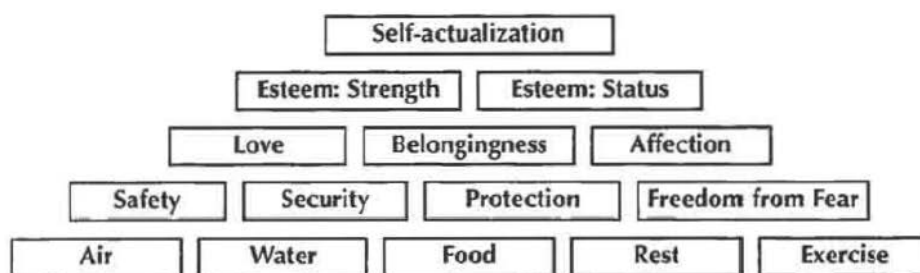 Self-actualization
Esteem: Strength Esteem: Status
Love Belongingness Affection
Safety Security Protection Freedom from Fear
Air Water Food Rest Exercise